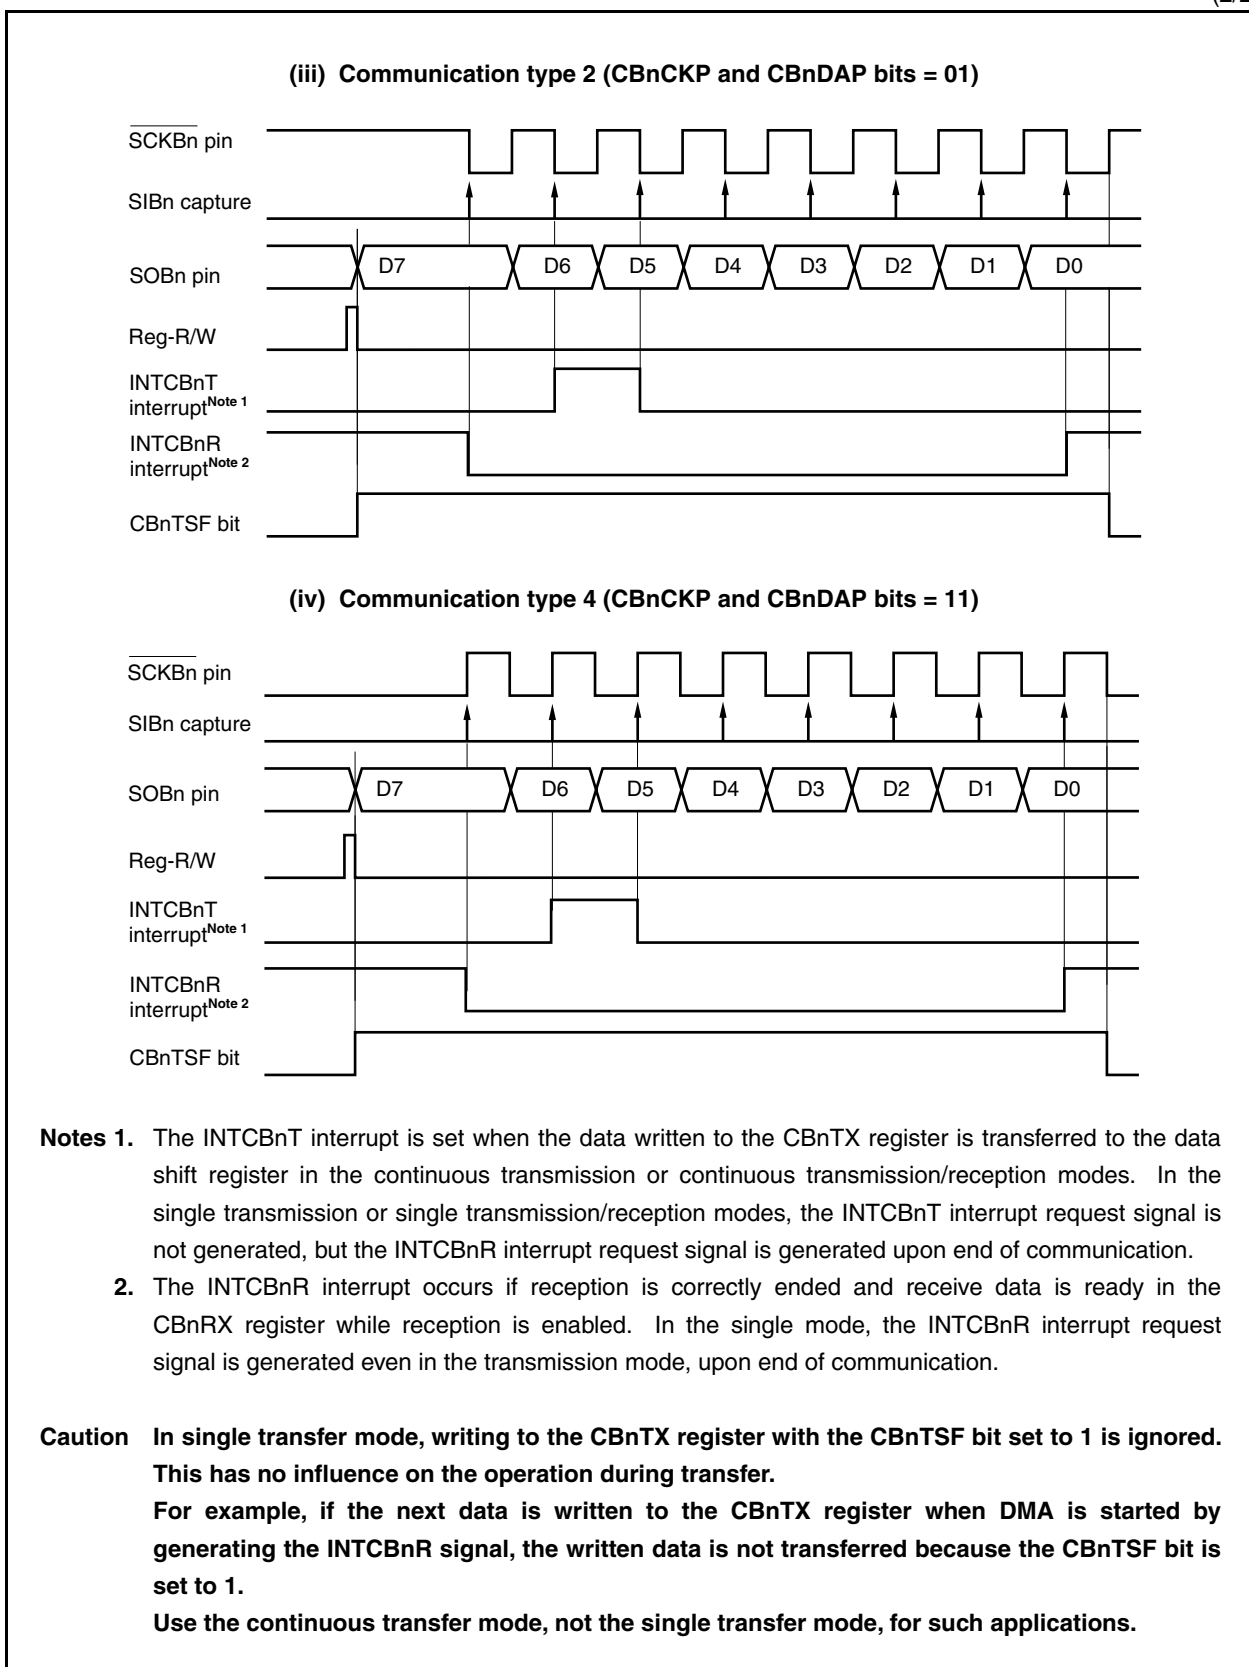 (iii) Communication type 2 (CBnCKP and CBnDAP bits = 01)
SCKBn pin
SIBn capture
SOBn pin
D7 D6 D5 D4 D3 D2 D1 D0
Reg-R/W
INTCBnT
interrupt Note 1
INTCBnR
interrupt Note 2
CBnTSF bit
(iv) Communication type 4 (CBnCKP and CBnDAP bits = 11)
SCKBn pin
SIBn capture
SOBn pin
D7 D6 D5 D4 D3 D2 D1 D0
Reg-R/W
INTCBnT
interrupt Note 1
INTCBnR
interrupt Note 2
CBnTSF bit
Notes 1. The INTCBnT interrupt is set when the data written to the CBnTX register is transferred to the data
shift register in the continuous transmission or continuous transmission/reception modes. In the
single transmission or single transmission/reception modes, the INTCBnT interrupt request signal is
not generated, but the INTCBnR interrupt request signal is generated upon end of communication.
2. The INTCBnR interrupt occurs if reception is correctly ended and receive data is ready in the
CBnRX register while reception is enabled. In the single mode, the INTCBnR interrupt request
signal is generated even in the transmission mode, upon end of communication.
Caution In single transfer mode, writing to the CBnTX register with the CBnTSF bit set to 1 is ignored.
This has no influence on the operation during transfer.
For example, if the next data is written to the CBnTX register when DMA is started by
generating the INTCBnR signal, the written data is not transferred because the CBnTSF bit is
set to 1.
Use the continuous transfer mode, not the single transfer mode, for such applications.